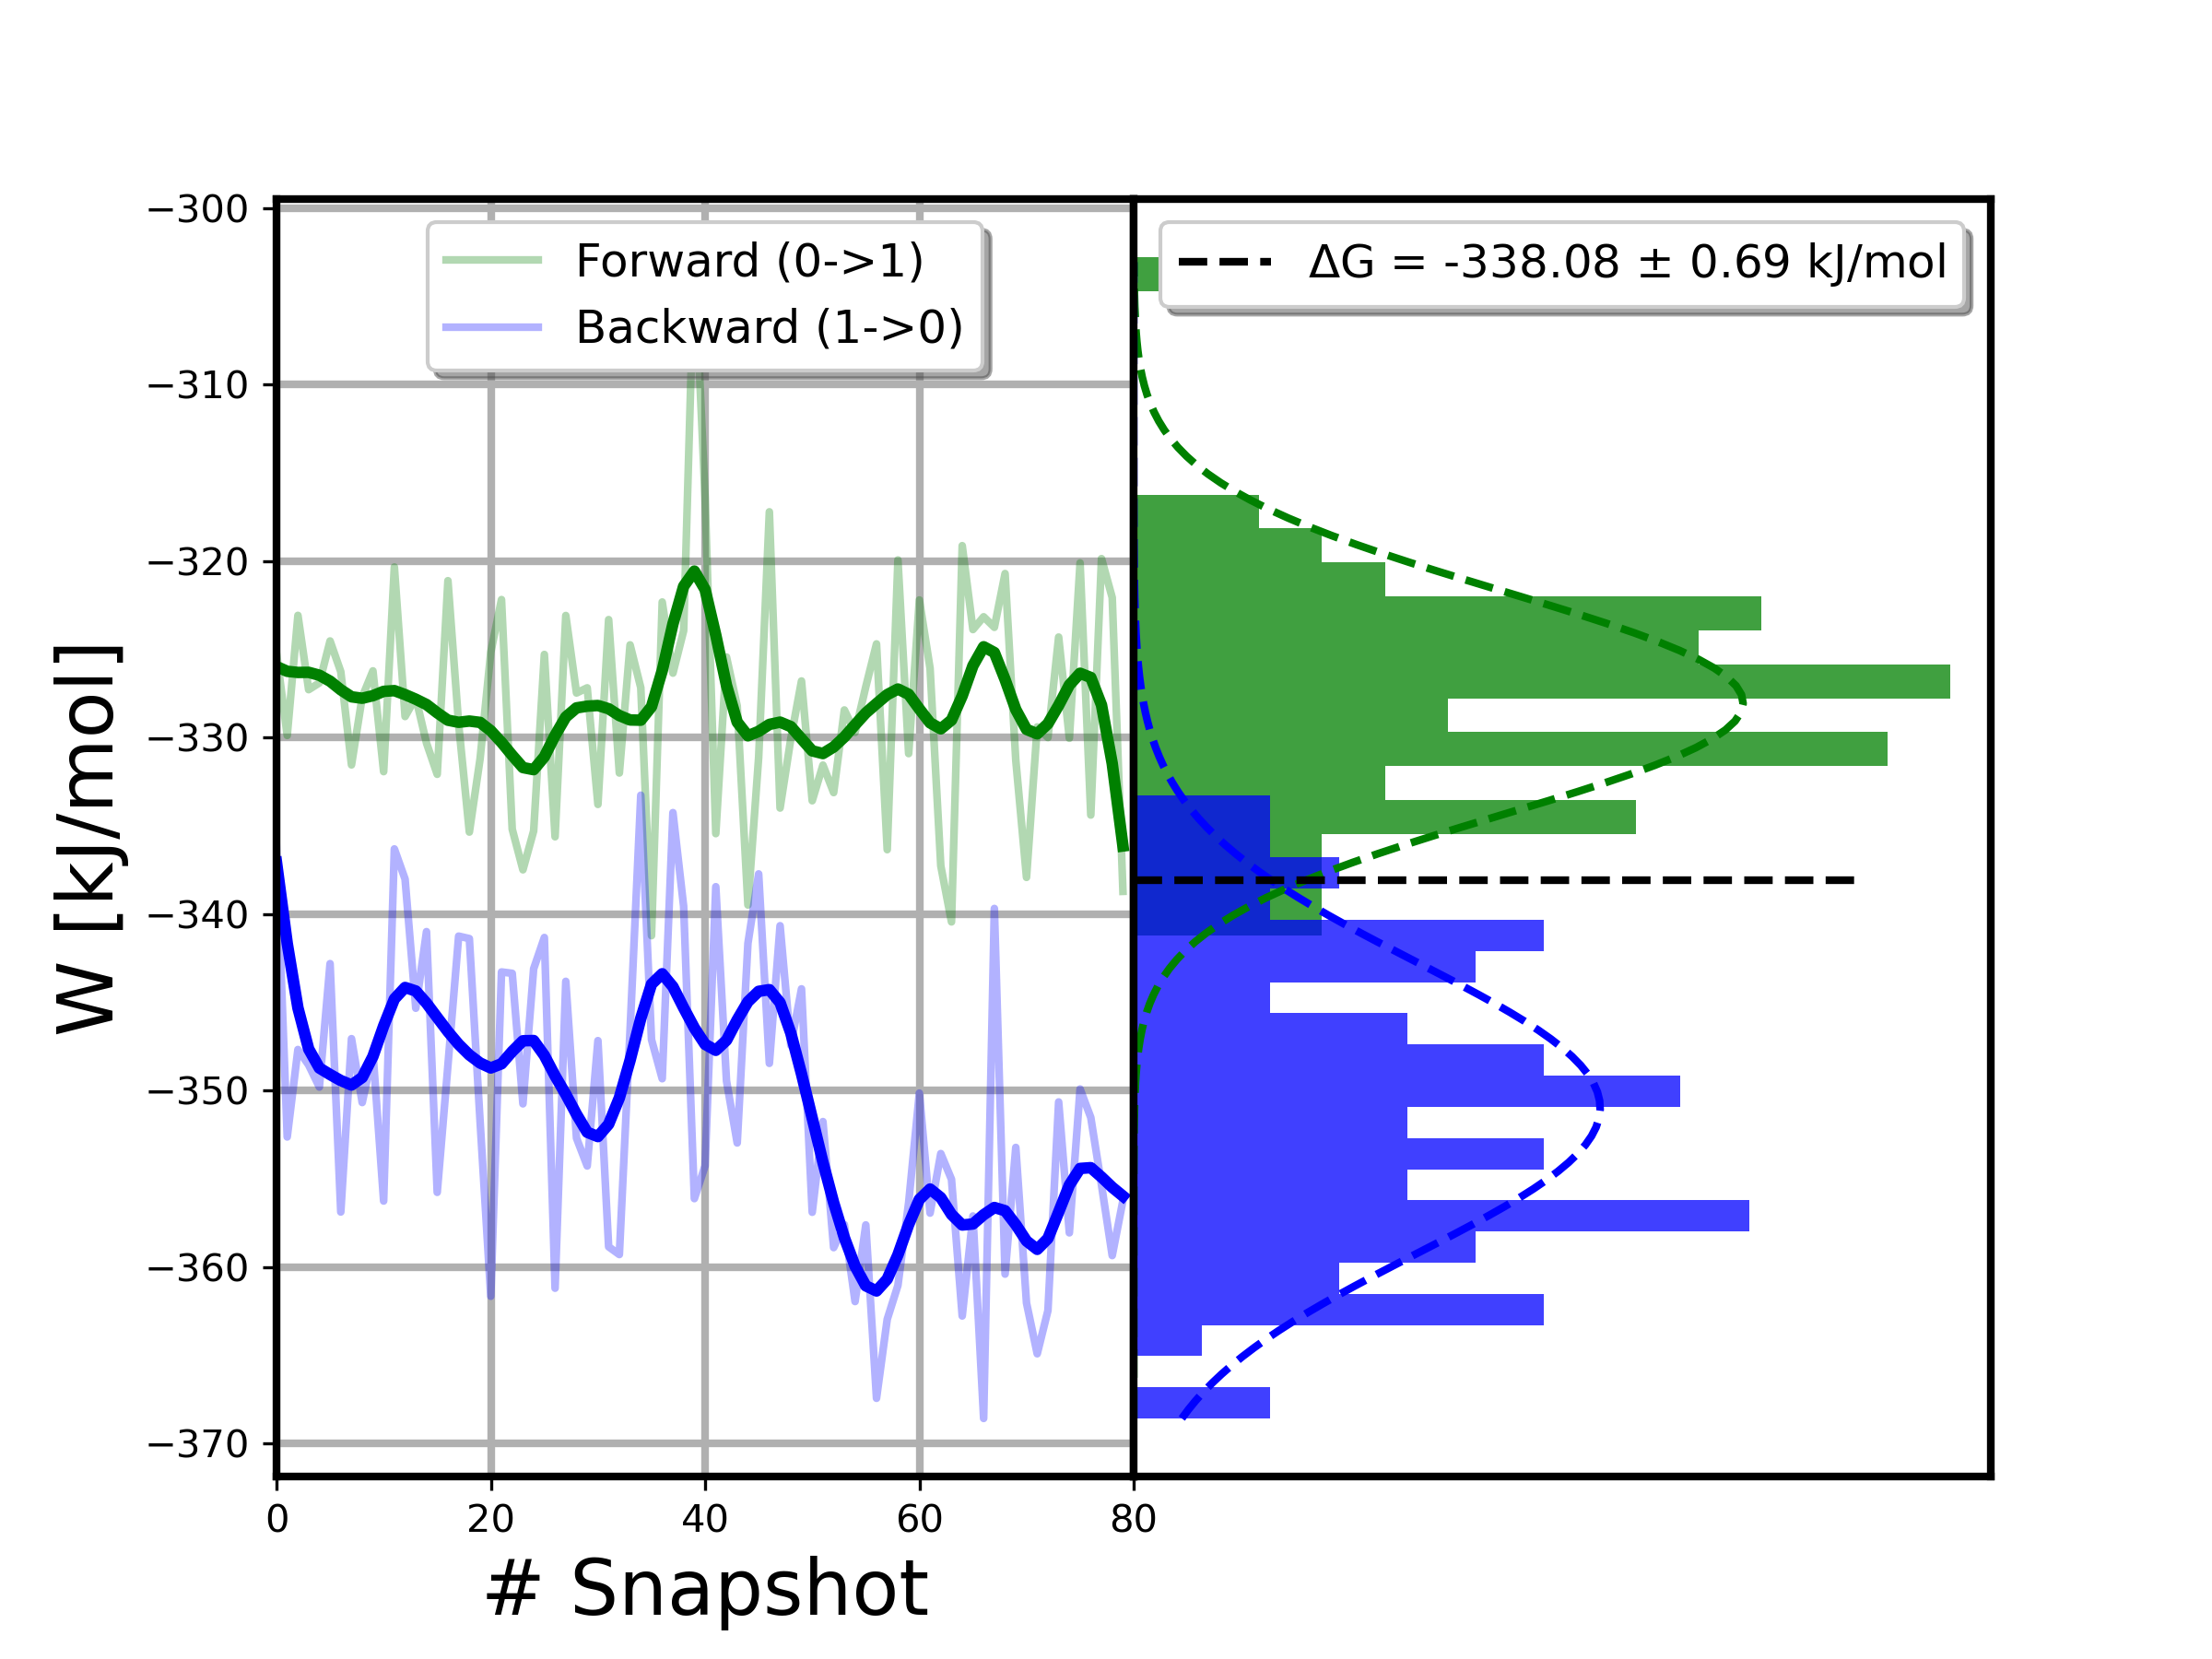 −300
−310
−320
−330
−340
−350
−360
−370
W [kJ/mol]
Forward (0->1)
Backward (1->0)
ΔG = -338.08 ± 0.69 kJ/mol
0 20 40 60 80
# Snapshot